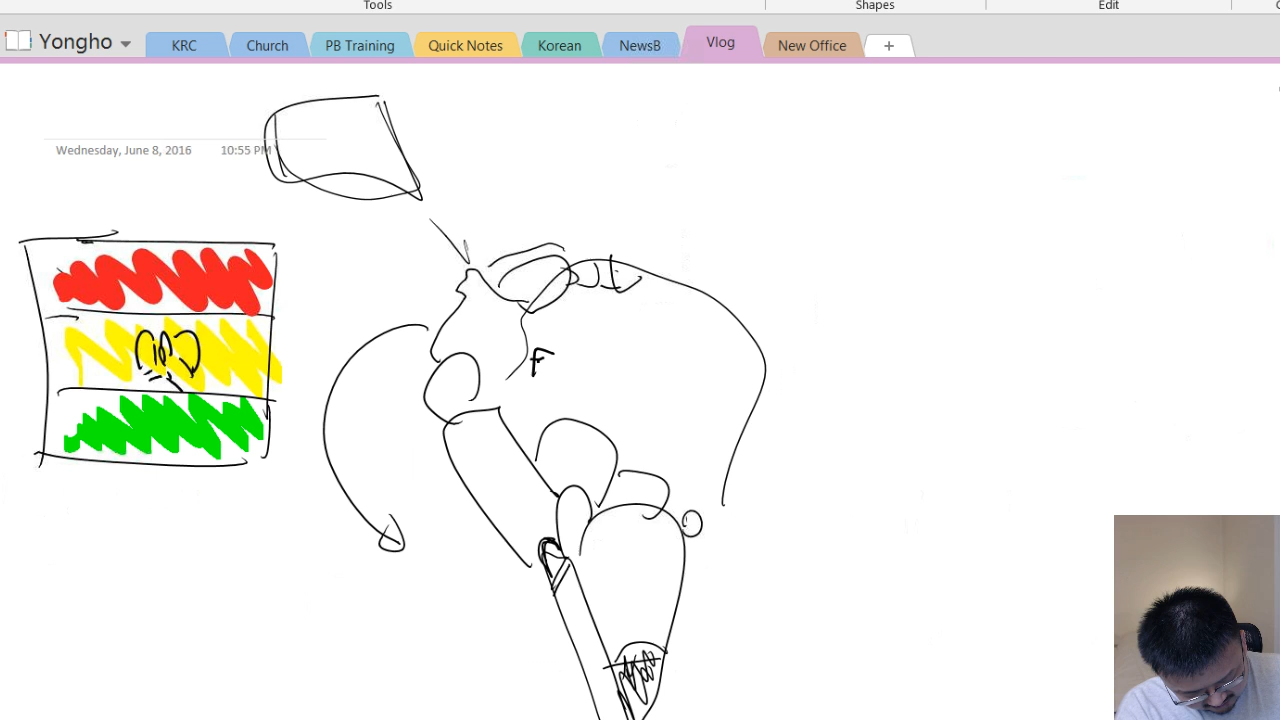 Tools Shapes Edit
Yongho KRC Church PB Training Quick Notes Korean NewsB Vlog New Office +
Wednesday, June 8, 2016 10:55 PM
F